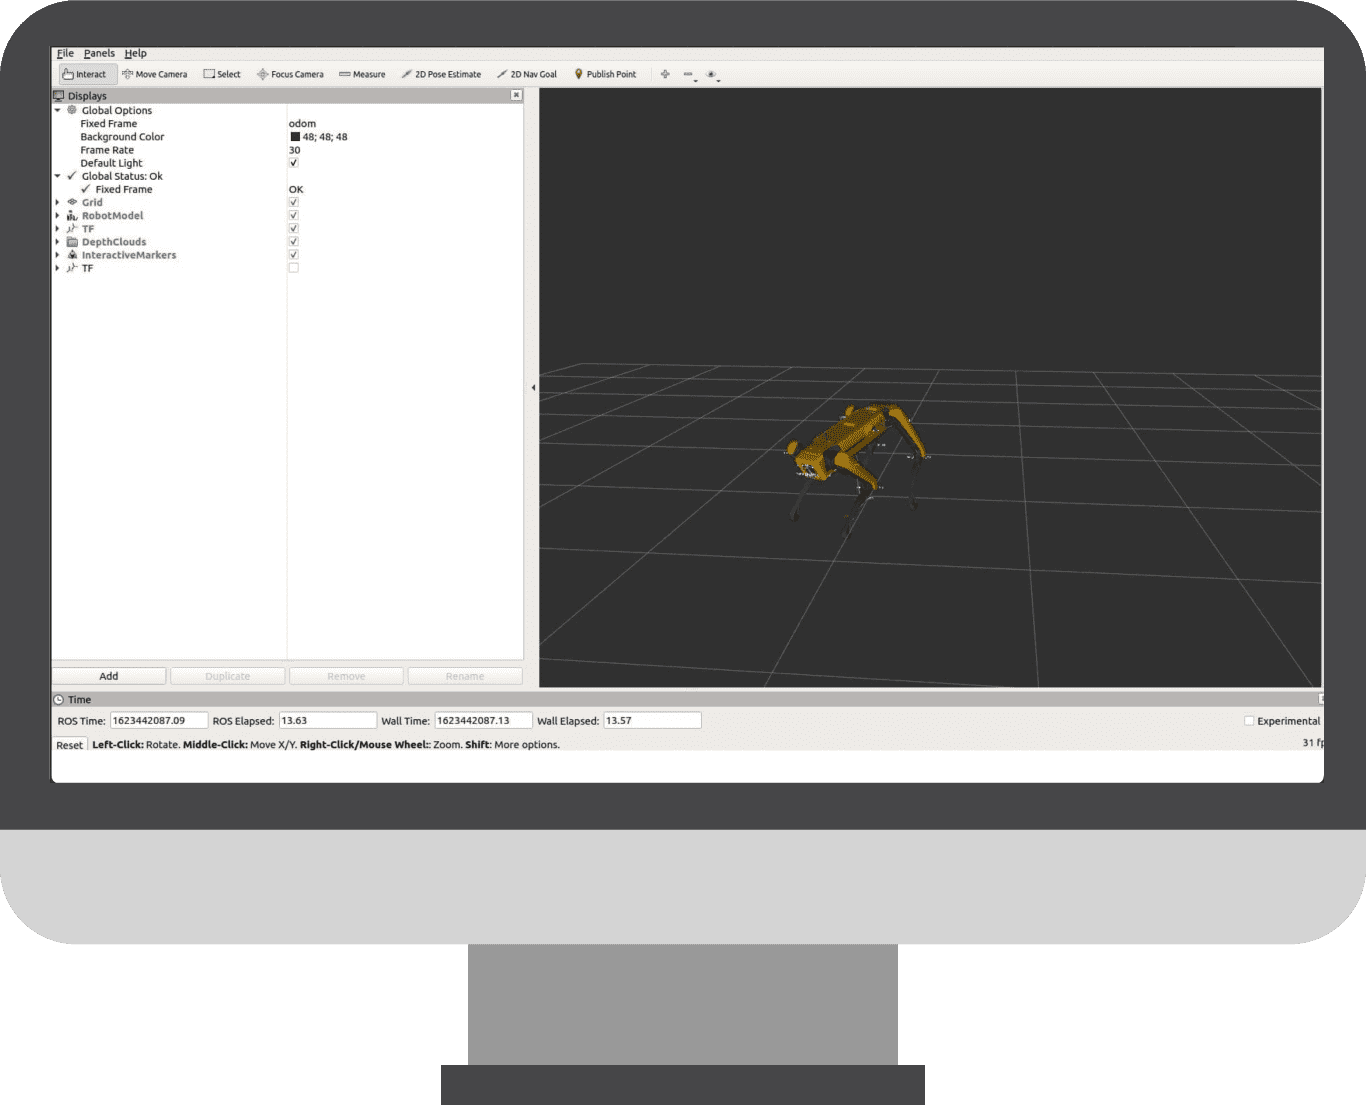 File Panels Help
Interact Move Camera Select Focus Camera Measure 2D Pose Estimate 2D Nav Goal Publish Point
Displays
Global Options
Fixed Frame odom
Background Color 48; 48; 48
Frame Rate 30
Default Light
Global Status: Ok
Fixed Frame OK
Grid
RobotModel
TF
DepthClouds
InteractiveMarkers
TF
Add Duplicate Remove Rename
Time
ROS Time: 1623442087.09 ROS Elapsed: 13.63 Wall Time: 1623442087.13 Wall Elapsed: 13.57 Experimental
Reset Left-Click: Rotate. Middle-Click: Move X/Y. Right-Click/Mouse Wheel:: Zoom. Shift: More options. 31 fp